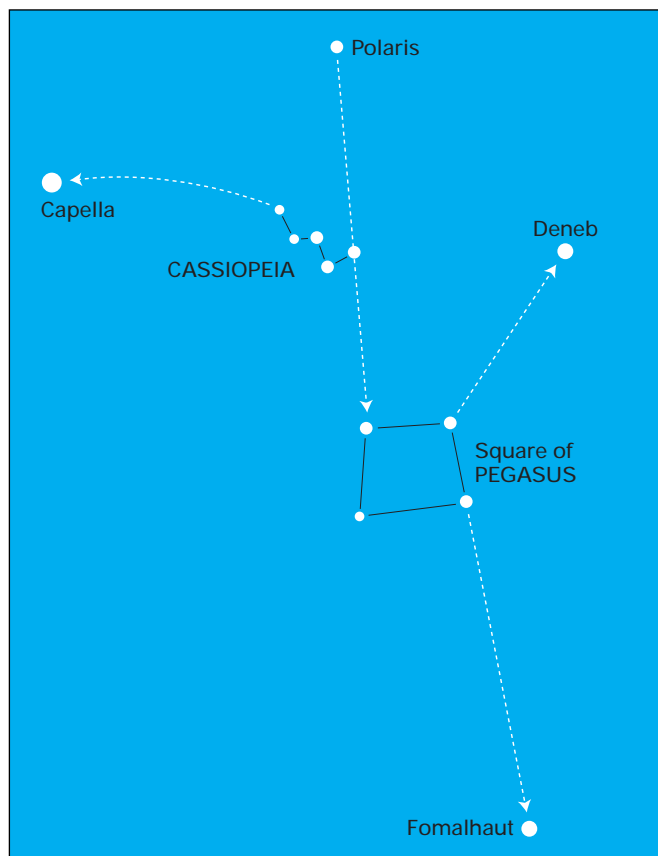 Polaris
Capella
Deneb
CASSIOPEIA
Square of
PEGASUS
Fomalhaut